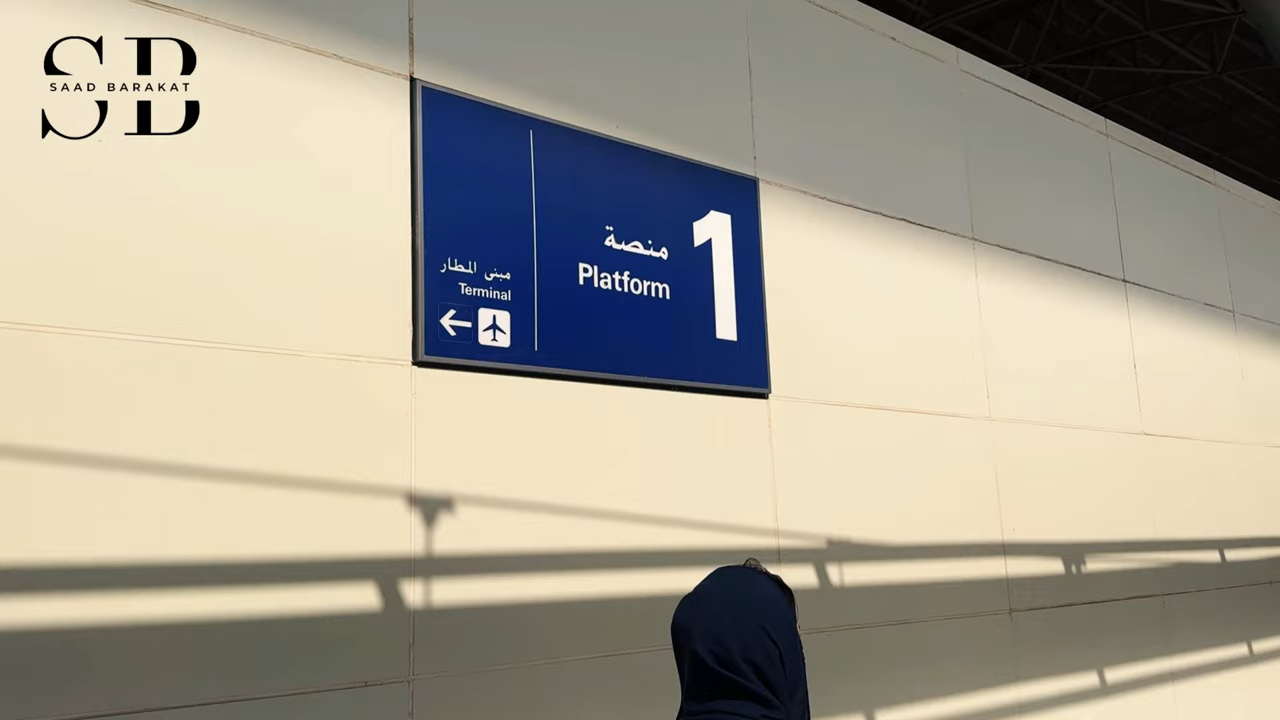 SB
SAAD BARAKAT
منصة
Platform
1
مبنى المطار
Terminal